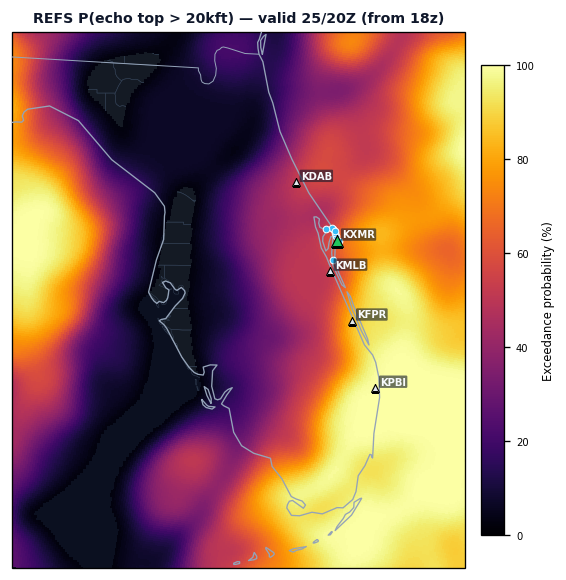 REFS P(echo top > 20kft) — valid 25/20Z (from 18z)
KDAB
KXMR
KMLB
KFPR
KPBI
100
80
60
40
20
0
Exceedance probability (%)